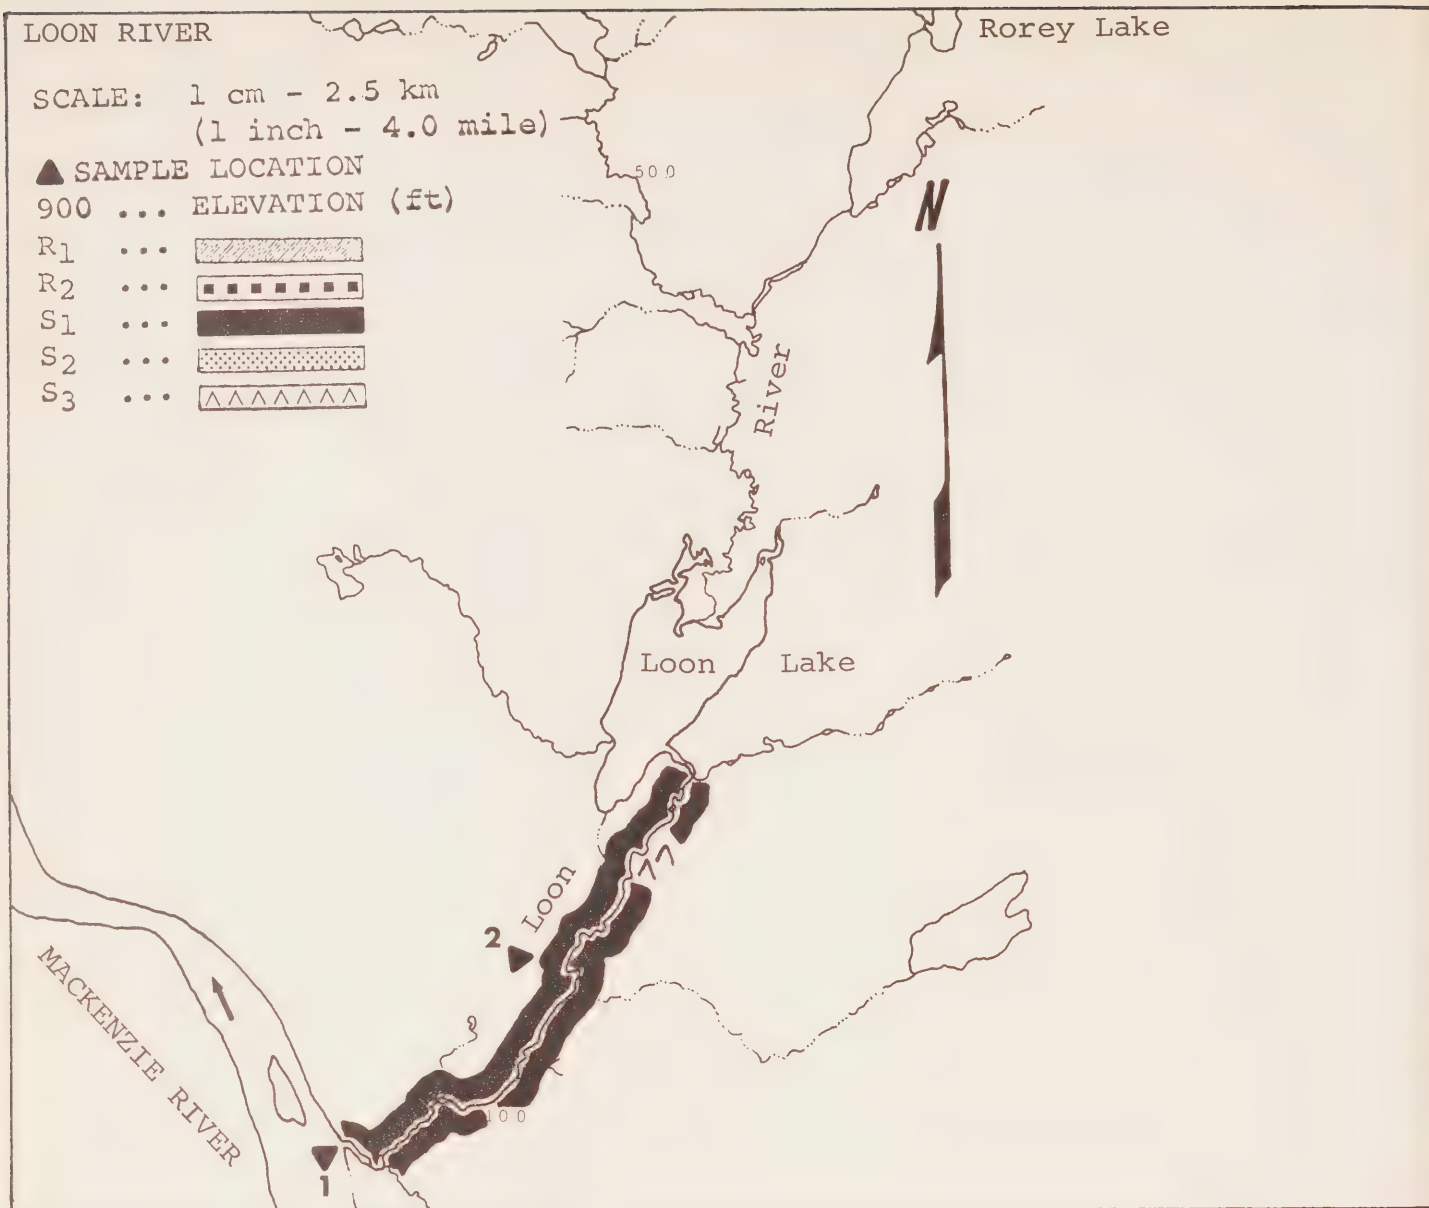 LOON RIVER
Rorey Lake
SCALE: 1 cm - 2.5 km
(1 inch - 4.0 mile)
SAMPLE LOCATION
900 ... ELEVATION (ft)
R1 ...
R2 ...
S1 ...
S2 ...
S3 ...
500
N
River
Loon Lake
Loon
2
MACKENZIE RIVER
100
1